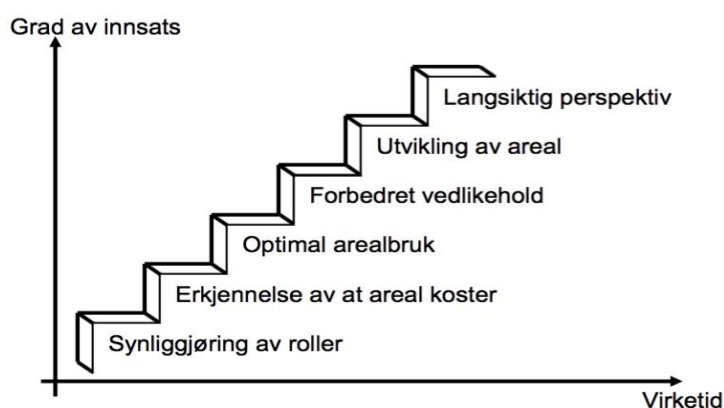 Grad av innsats
Langsiktig perspektiv
Utvikling av areal
Forbedret vedlikehold
Optimal arealbruk
Erkjennelse av at areal koster
Synliggjøring av roller
Virketid